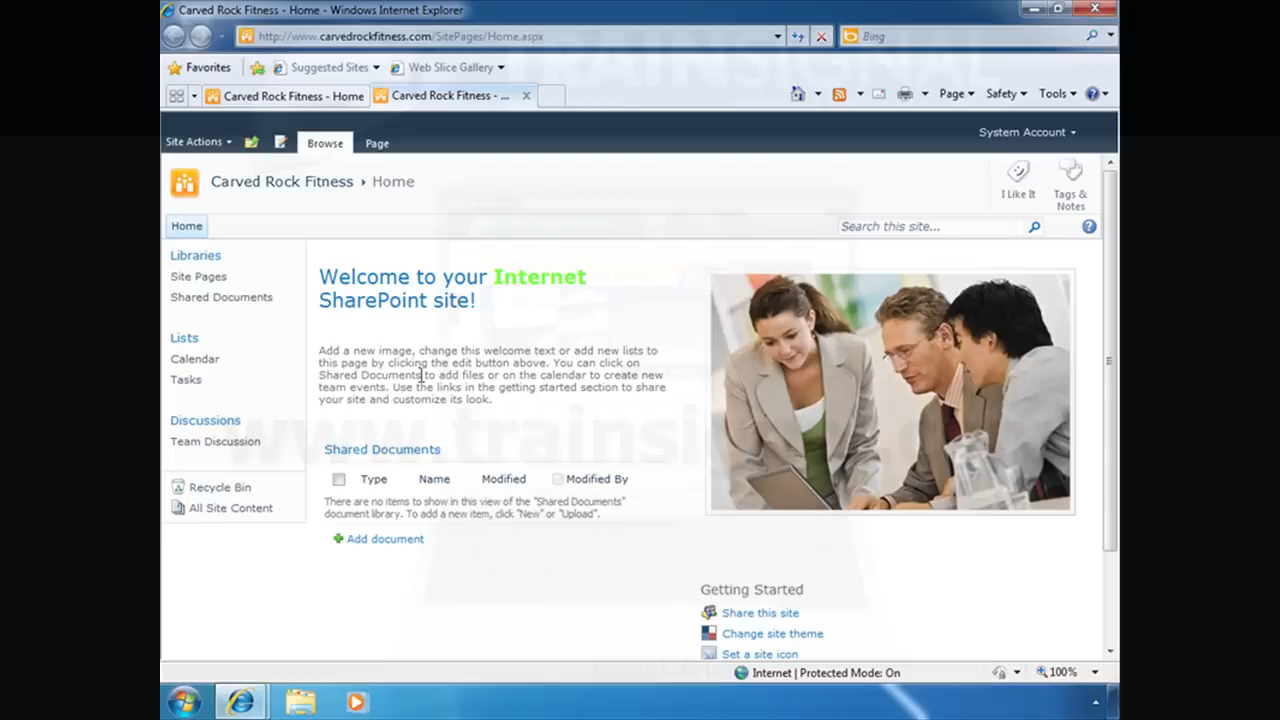 Carved Rock Fitness - Home - Windows Internet Explorer
http://www.carvedrockfitness.com/SitePages/Home.aspx
Bing
Favorites
Suggested Sites
Web Slice Gallery
Carved Rock Fitness - Home
Carved Rock Fitness - ...
Page
Safety
Tools
Site Actions
Browse
Page
System Account
Carved Rock Fitness
Home
I Like It
Tags &
Notes
Home
Search this site...
Libraries
Site Pages
Shared Documents
Lists
Calendar
Tasks
Discussions
Team Discussion
Recycle Bin
All Site Content
Welcome to your Internet
SharePoint site!
Add a new image, change this welcome text or add new lists to
this page by clicking the edit button above. You can click on
Shared Documents to add files or on the calendar to create new
team events. Use the links in the getting started section to share
your site and customize its look.
Shared Documents
Type Name Modified Modified By
There are no items to show in this view of the "Shared Documents"
document library. To add a new item, click "New" or "Upload".
Add document
Getting Started
Share this site
Change site theme
Set a site icon
Internet | Protected Mode: On
100%